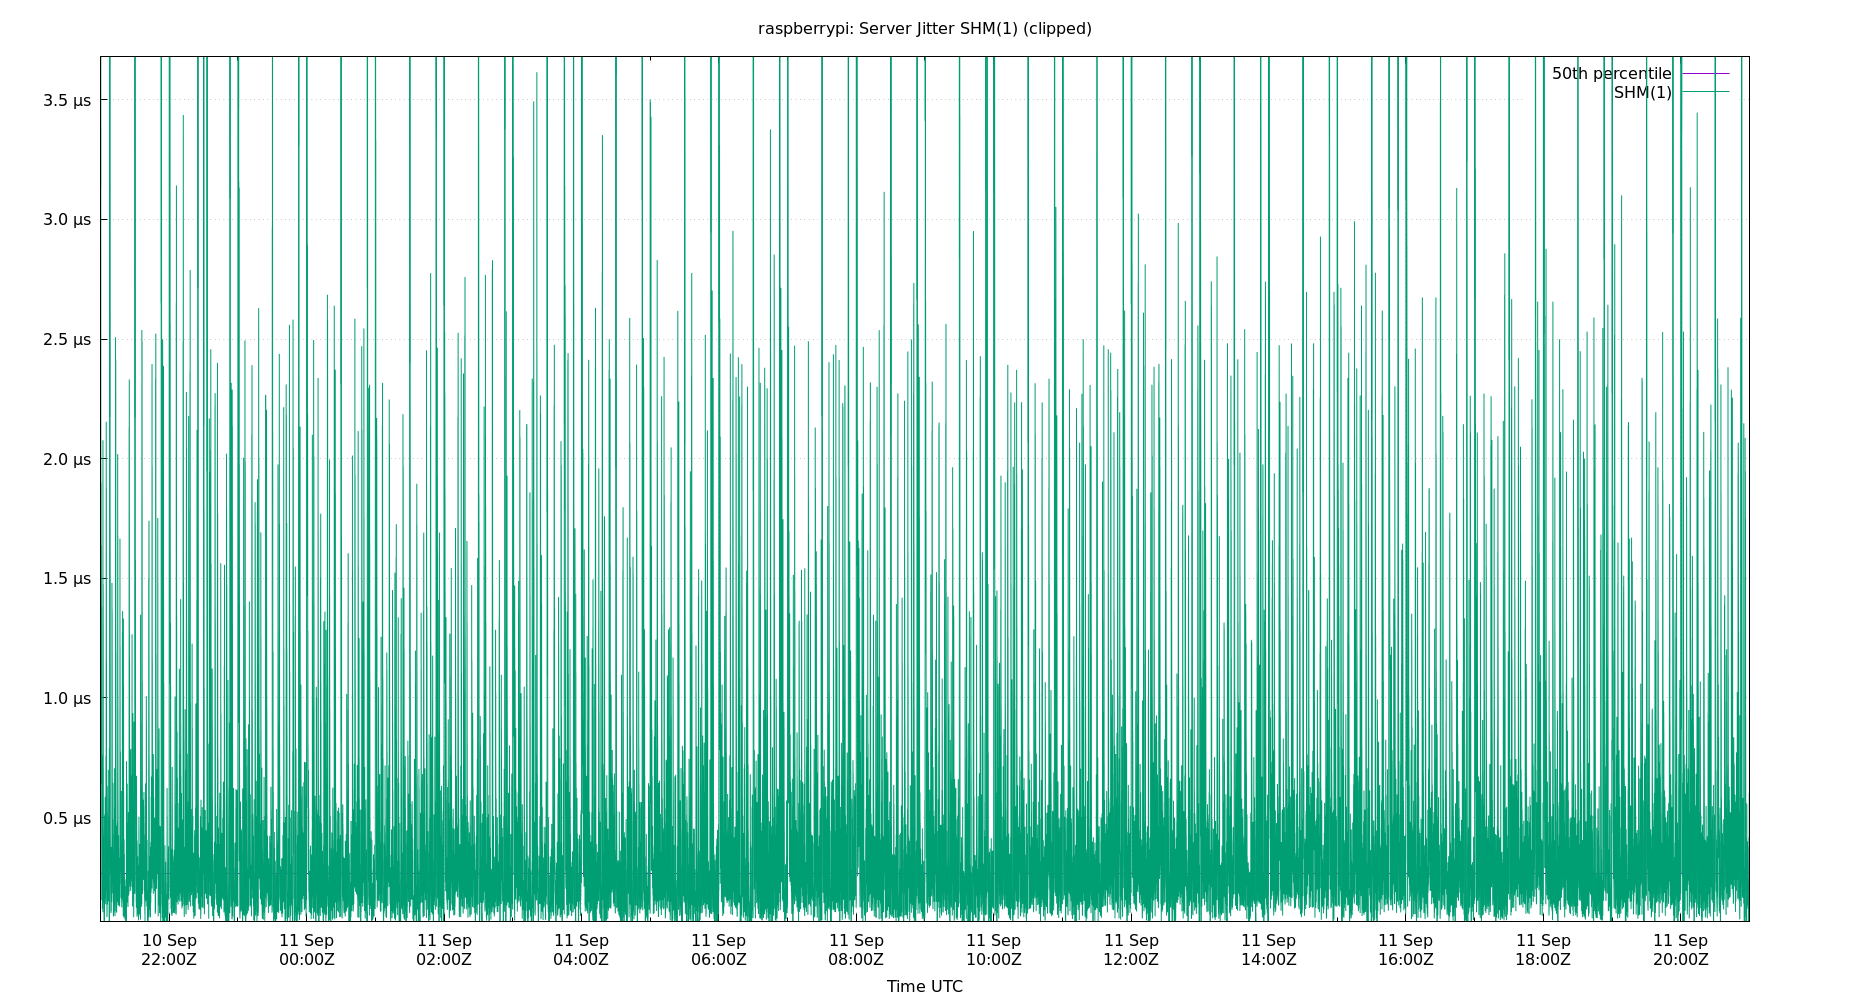 raspberrypi: Server Jitter SHM(1) (clipped)
50th percentile
SHM(1)
3.5 µs
3.0 µs
2.5 µs
2.0 µs
1.5 µs
1.0 µs
0.5 µs
10 Sep 11 Sep 11 Sep 11 Sep 11 Sep 11 Sep 11 Sep 11 Sep 11 Sep 11 Sep 11 Sep 11 Sep
22:00Z 00:00Z 02:00Z 04:00Z 06:00Z 08:00Z 10:00Z 12:00Z 14:00Z 16:00Z 18:00Z 20:00Z
Time UTC